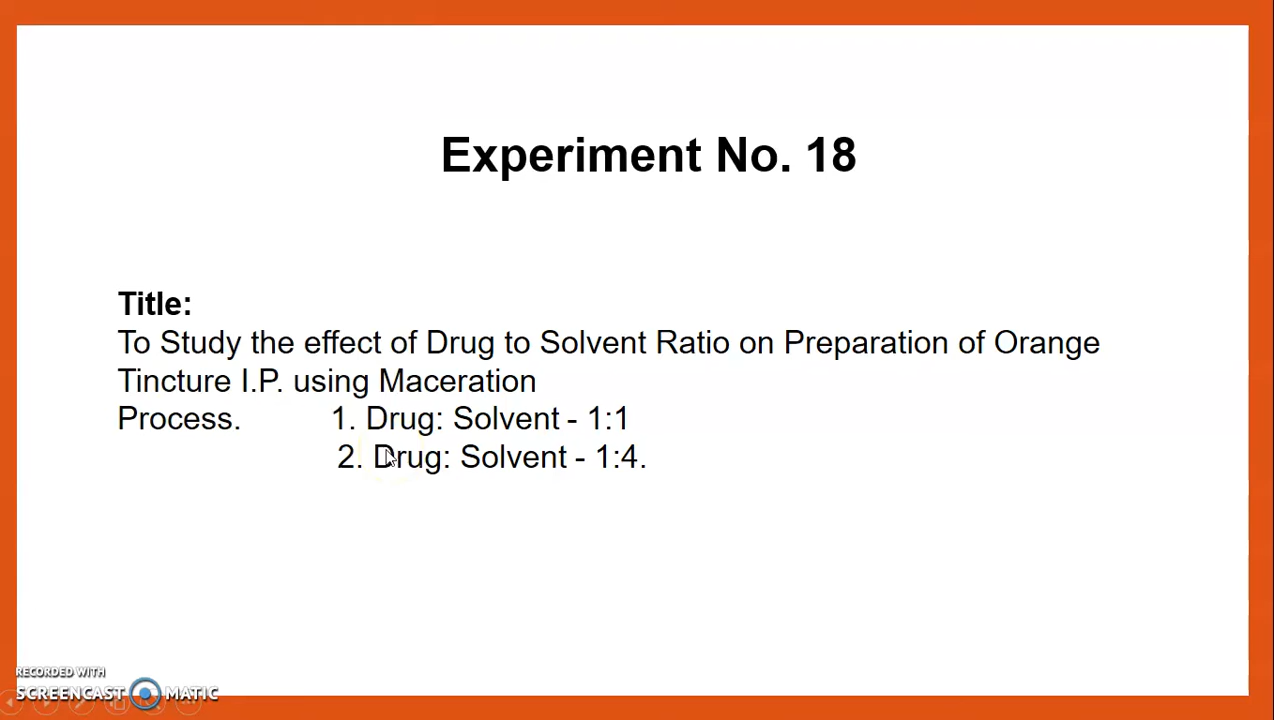 Experiment No. 18
Title:
To Study the effect of Drug to Solvent Ratio on Preparation of Orange
Tincture I.P. using Maceration
Process. 1. Drug: Solvent - 1:1
2. Drug: Solvent - 1:4.
RECORDED WITH
SCREENCAST MATIC